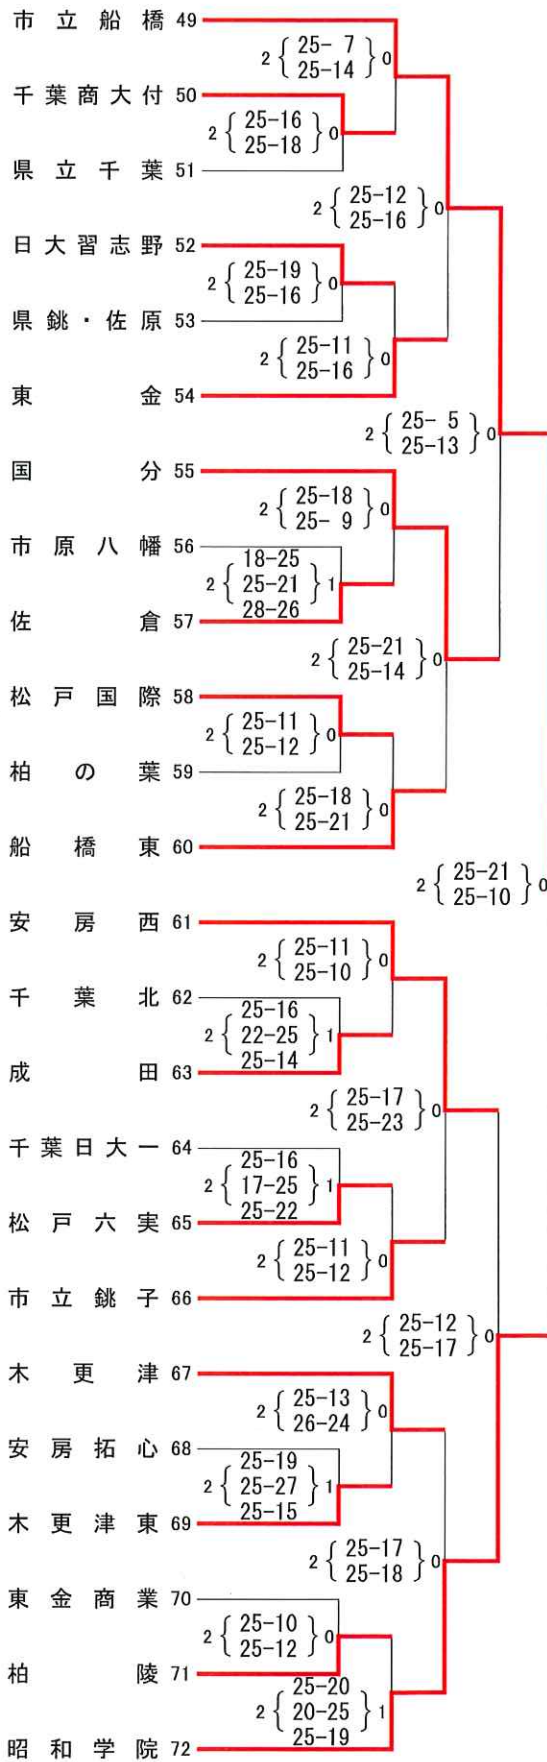 市立船橋 49
2 { 25- 7 } 0
25-14
千葉商大付 50
2 { 25-16 } 0
25-18
県立千葉 51
2 { 25-12 } 0
25-16
日大習志野 52
2 { 25-19 } 0
25-16
県銚・佐原 53
2 { 25-11 } 0
25-16
東金 54
2 { 25- 5 } 0
25-13
国分 55
2 { 25-18 } 0
25- 9
市原八幡 56
18-25
2 { 25-21 } 1
28-26
佐倉 57
2 { 25-21 } 0
25-14
松戸国際 58
2 { 25-11 } 0
25-12
柏の葉 59
2 { 25-18 } 0
25-21
船橋東 60
2 { 25-21 } 0
25-10
安房西 61
2 { 25-11 } 0
25-10
千葉北 62
25-16
2 { 22-25 } 1
25-14
成田 63
2 { 25-17 } 0
25-23
千葉日大一 64
25-16
2 { 17-25 } 1
25-22
松戸六実 65
2 { 25-11 } 0
25-12
市立銚子 66
2 { 25-12 } 0
25-17
木更津 67
2 { 25-13 } 0
26-24
安房拓心 68
25-19
2 { 25-27 } 1
25-15
木更津東 69
2 { 25-17 } 0
25-18
東金商業 70
2 { 25-10 } 0
25-12
柏陵 71
25-20
2 { 20-25 } 1
25-19
昭和学院 72